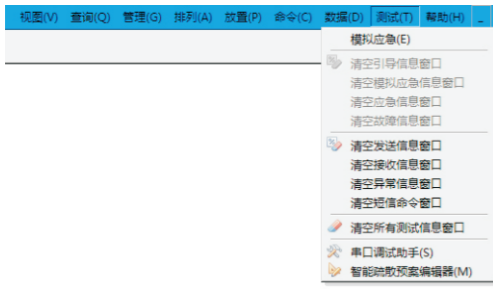 视图(V) 查询(Q) 管理(G) 排列(A) 放置(P) 命令(C) 数据(D) 测试(T) 帮助(H)
模拟应急(E)
清空引导信息窗口
清空模拟应急信息窗口
清空应急信息窗口
清空故障信息窗口
清空发送信息窗口
清空接收信息窗口
清空异常信息窗口
清空短信命令窗口
清空所有测试信息窗口
串口调试助手(S)
智能疏散预案编辑器(M)